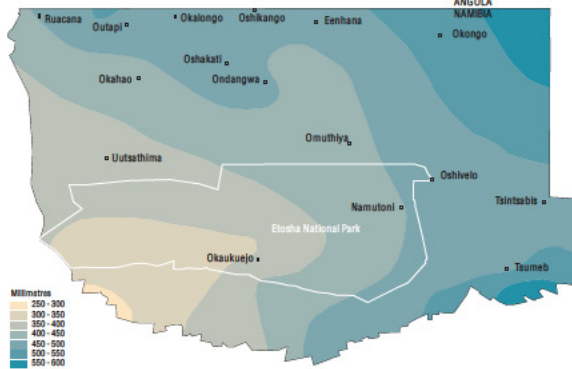 ANGOLA
NAMIBIA
Ruacana
Outapi
Okalongo
Oshikango
Eenhana
Okongo
Oshakati
Okahao
Ondangwa
Omuthiya
Uutsathima
Oshivelo
Namutoni
Tsintsabis
Etosha National Park
Okaukuejo
Tsumeb
Millimetres
250 - 300
300 - 350
350 - 400
400 - 450
450 - 500
500 - 550
550 - 600